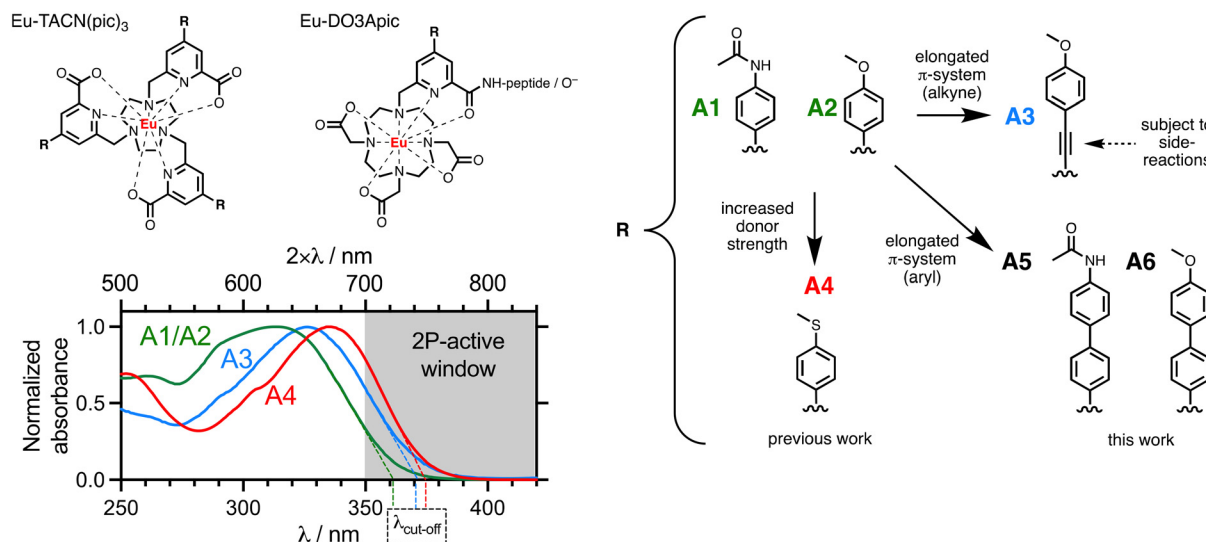 Eu-TACN(pic)3
Eu-DO3Apic
R
O
O−
N
N
O
O−
R
N
Eu
N
N
N
O
O
R
R
N
NH-peptide / O−
O
O
O
N
N
Eu
N
N
O
O
O
O
2×λ / nm
500
600
700
800
Normalized absorbance
1.0
0.5
0.0
A1/A2
A3
A4
2P-active
window
λcut-off
250
300
350
400
λ / nm
R
A1
O
NH
A2
O
elongated
π-system
(alkyne)
A3
O
subject to
side-
reactions
increased
donor
strength
A4
S
elongated
π-system
(aryl)
A5
O
NH
A6
O
previous work
this work